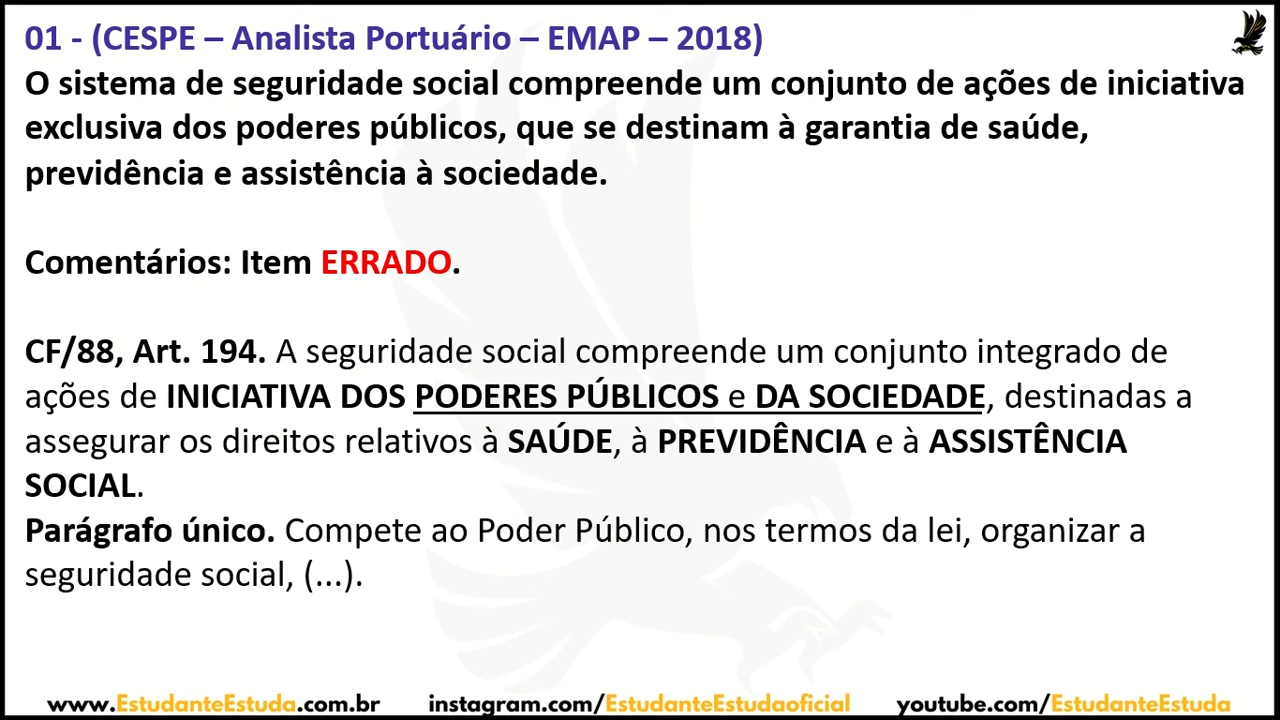 01 - (CESPE – Analista Portuário – EMAP – 2018)
O sistema de seguridade social compreende um conjunto de ações de iniciativa
exclusiva dos poderes públicos, que se destinam à garantia de saúde,
previdência e assistência à sociedade.
Comentários: Item ERRADO.
CF/88, Art. 194. A seguridade social compreende um conjunto integrado de
ações de INICIATIVA DOS PODERES PÚBLICOS e DA SOCIEDADE, destinadas a
assegurar os direitos relativos à SAÚDE, à PREVIDÊNCIA e à ASSISTÊNCIA
SOCIAL.
Parágrafo único. Compete ao Poder Público, nos termos da lei, organizar a
seguridade social, (...).
www.EstudanteEstuda.com.br instagram.com/EstudanteEstudaoficial youtube.com/EstudanteEstuda